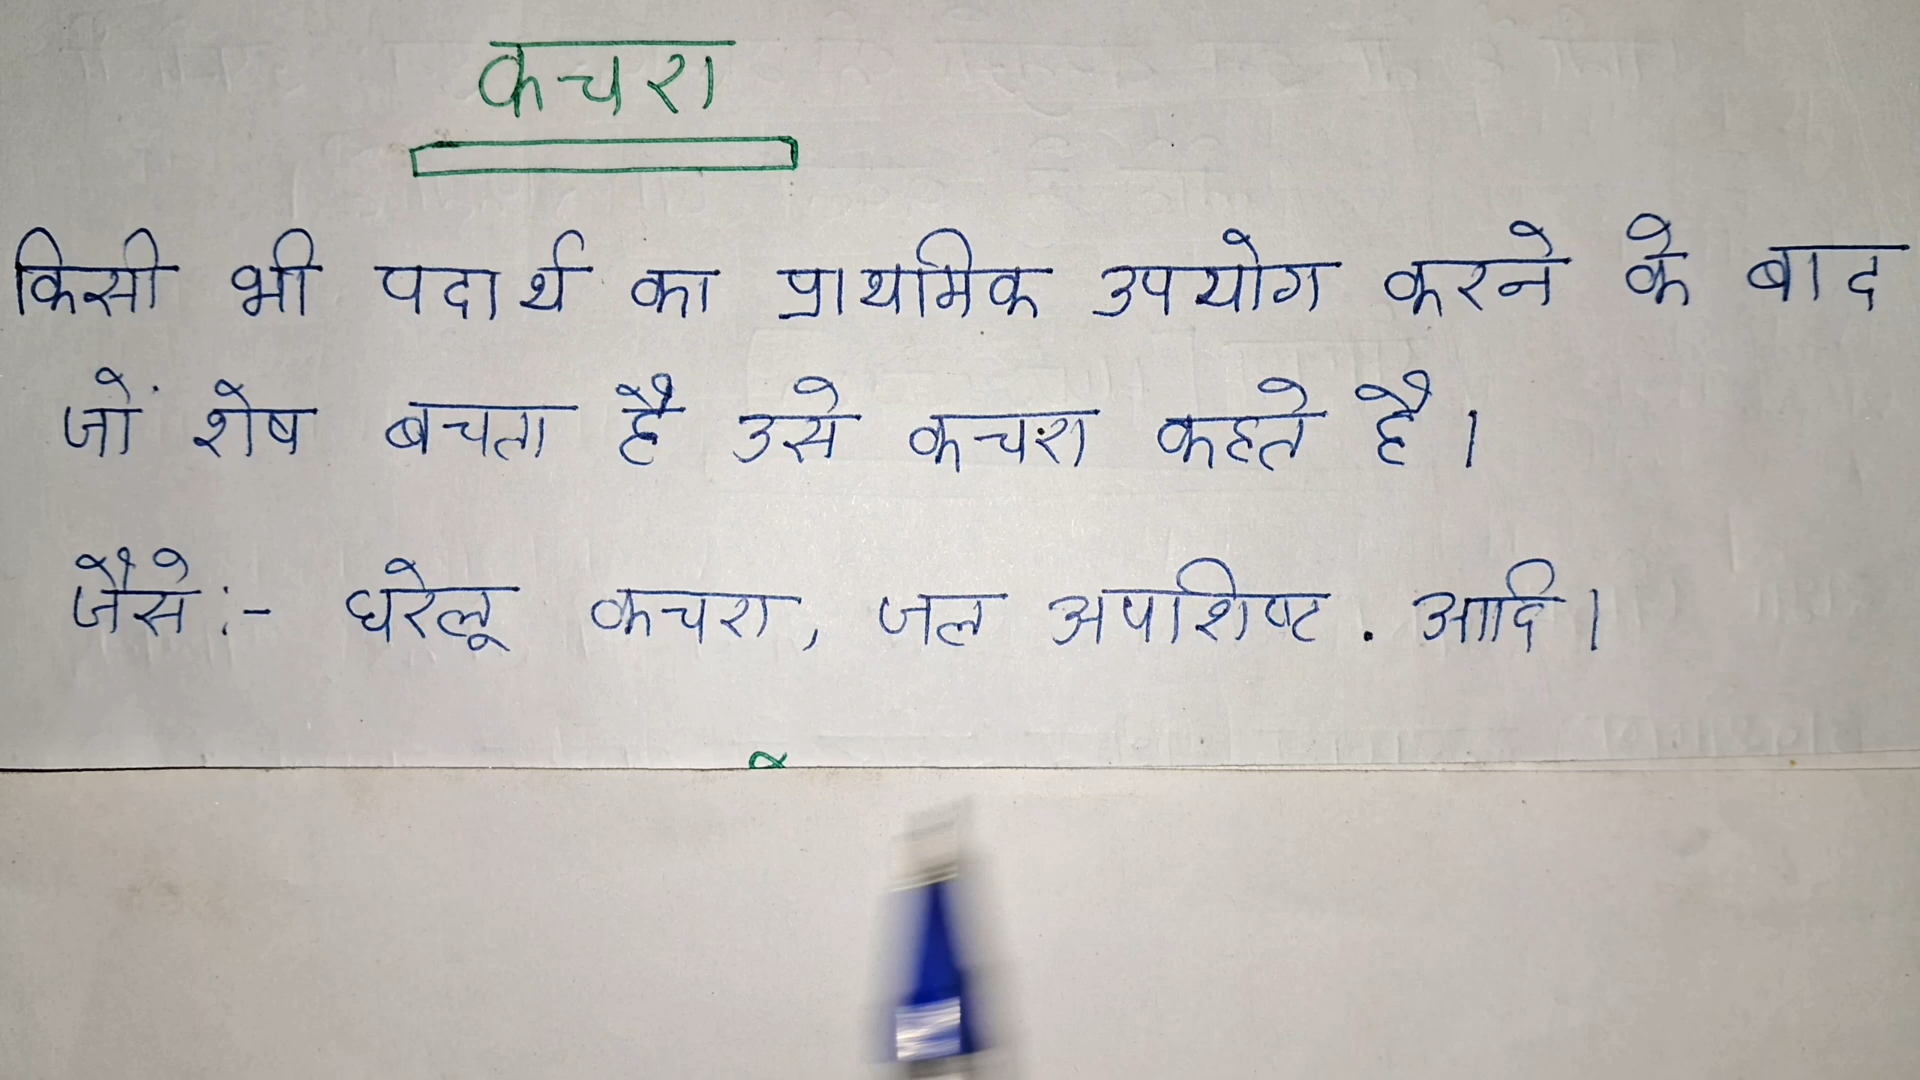 कचरा
किसी भी पदार्थ का प्राथमिक उपयोग करने के बाद
जो शेष बचता है उसे कचरा कहते है।
जैसे:- घरेलू कचरा, जल अपशिष्ट. आदि।